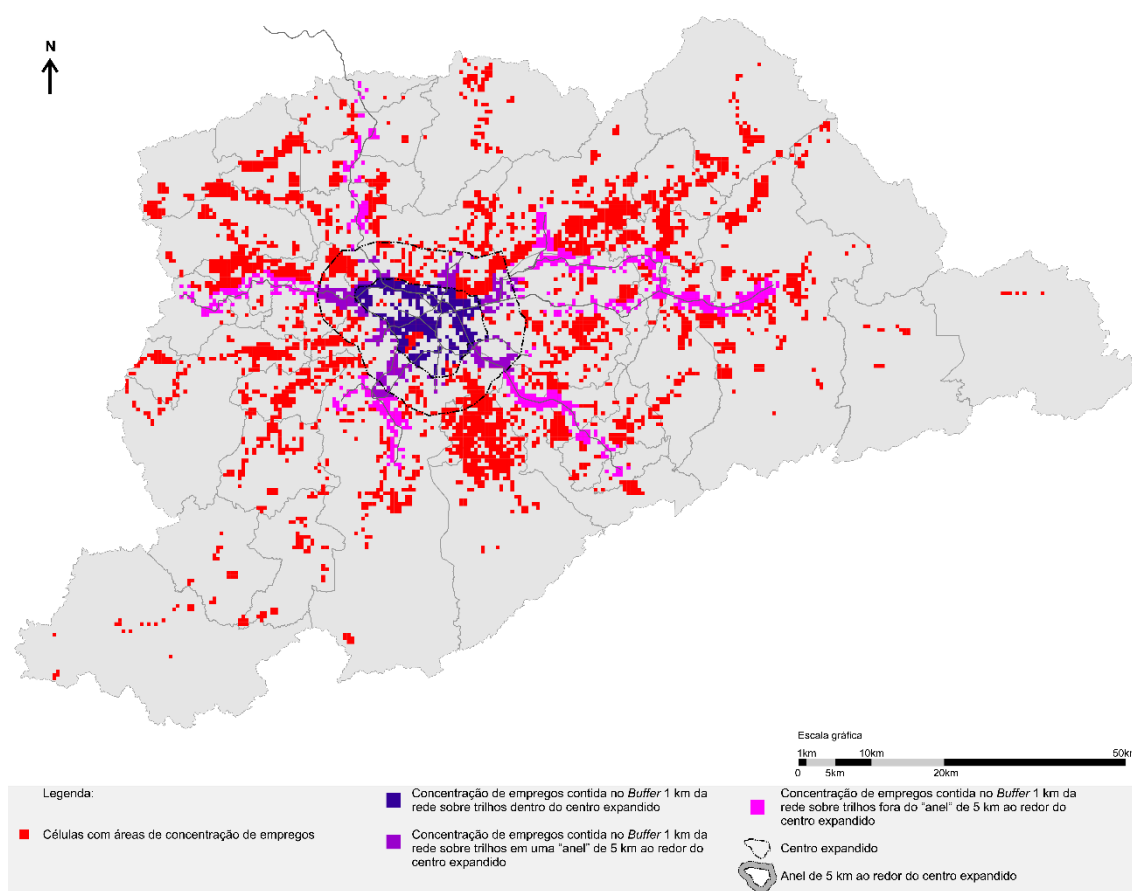 N
Escala gráfica
1km 10km 50km
0 5km 20km
Legenda:
Células com áreas de concentração de empregos
Concentração de empregos contida no Buffer 1 km da
rede sobre trilhos dentro do centro expandido
Concentração de empregos contida no Buffer 1 km da
rede sobre trilhos em uma “anel” de 5 km ao redor do
centro expandido
Concentração de empregos contida no Buffer 1 km da
rede sobre trilhos fora do “anel” de 5 km ao redor do
centro expandido
Centro expandido
Anel de 5 km ao redor do centro expandido